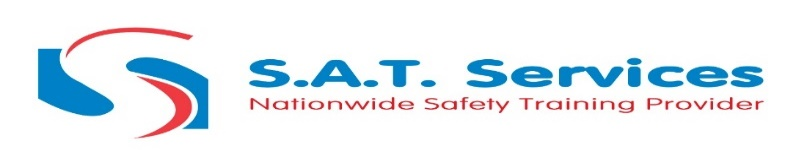 S.A.T. Services
Nationwide Safety Training Provider